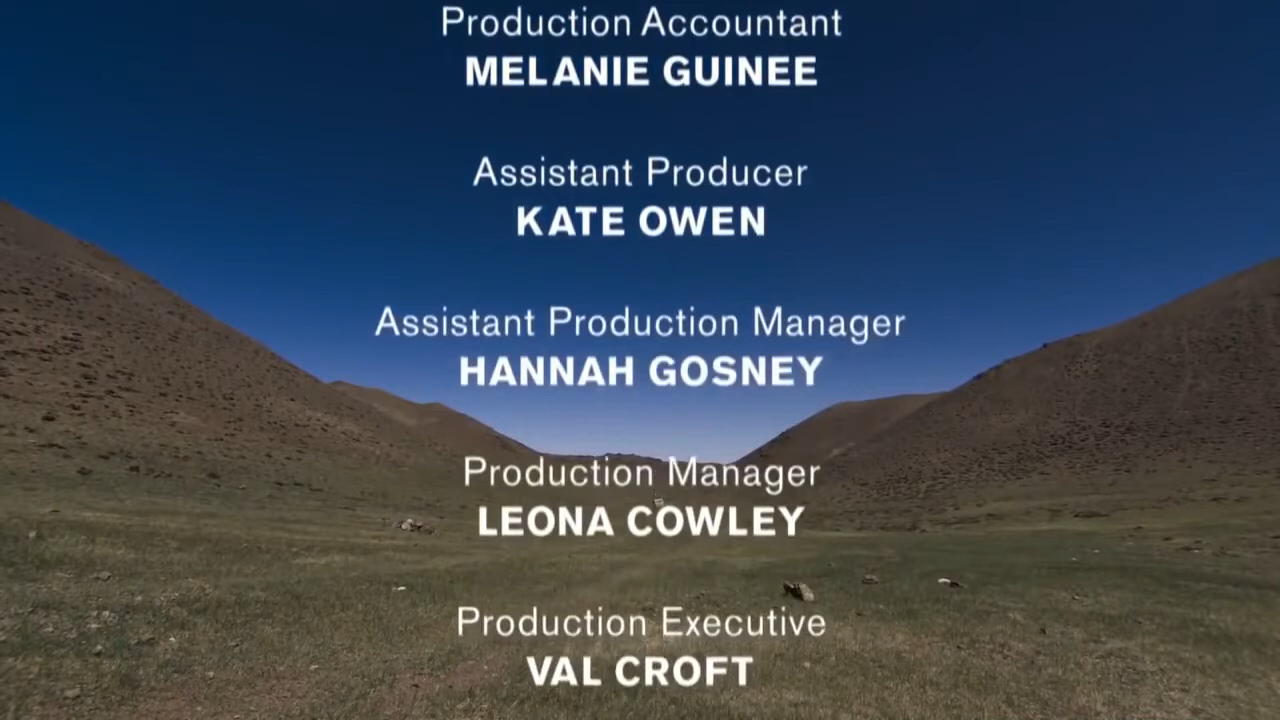 Production Accountant
MELANIE GUINEE
Assistant Producer
KATE OWEN
Assistant Production Manager
HANNAH GOSNEY
Production Manager
LEONA COWLEY
Production Executive
VAL CROFT